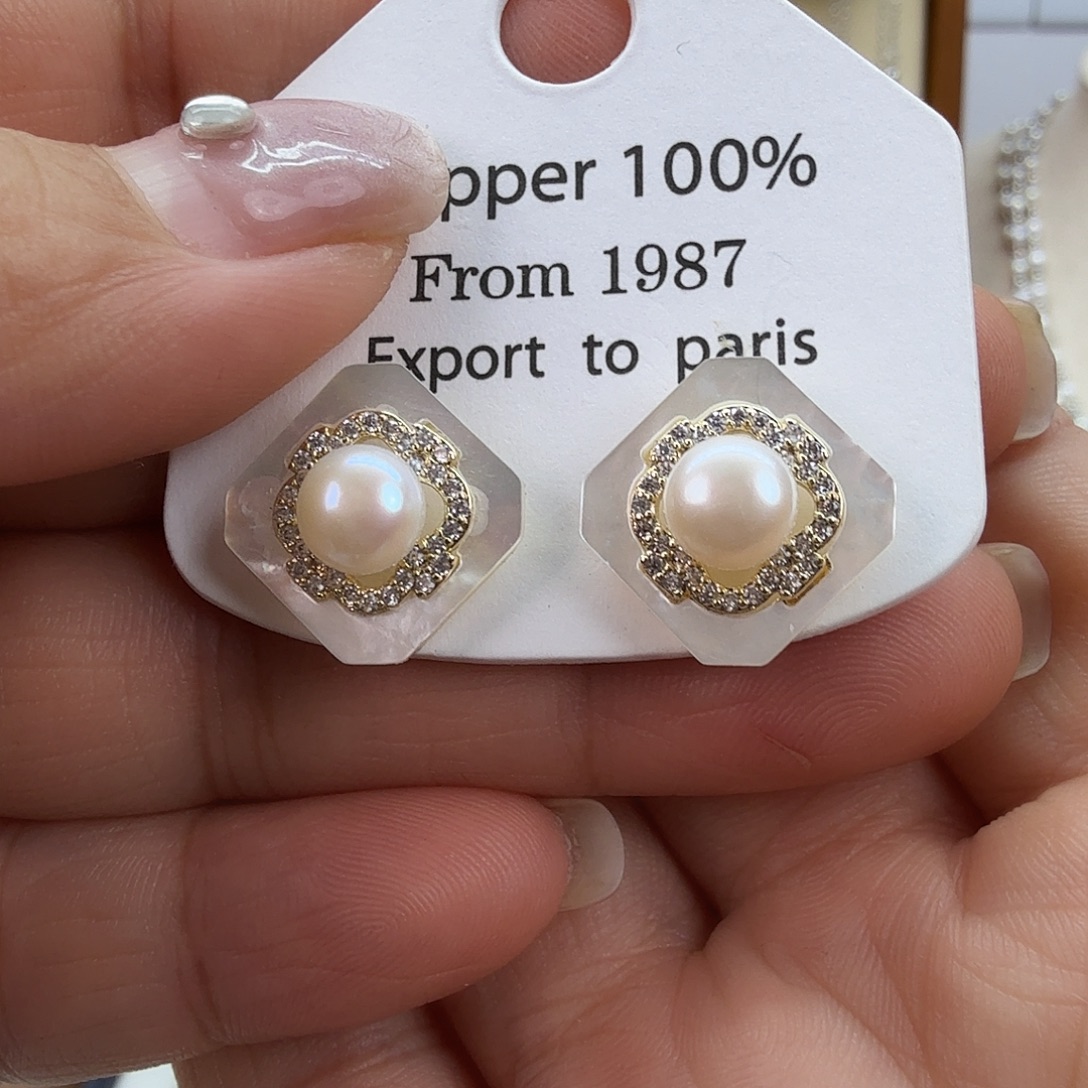 pper 100%
From 1987
Export to paris